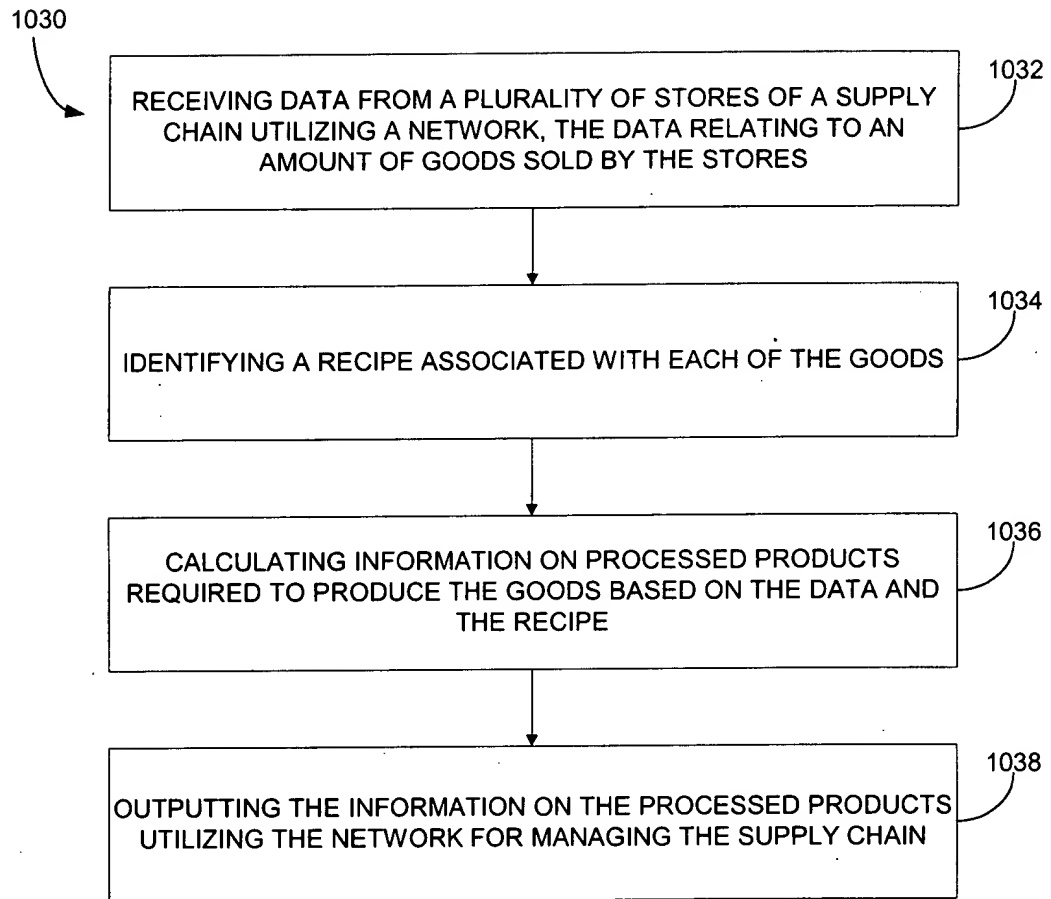 1030
1032
RECEIVING DATA FROM A PLURALITY OF STORES OF A SUPPLY
CHAIN UTILIZING A NETWORK, THE DATA RELATING TO AN
AMOUNT OF GOODS SOLD BY THE STORES
1034
IDENTIFYING A RECIPE ASSOCIATED WITH EACH OF THE GOODS
1036
CALCULATING INFORMATION ON PROCESSED PRODUCTS
REQUIRED TO PRODUCE THE GOODS BASED ON THE DATA AND
THE RECIPE
1038
OUTPUTTING THE INFORMATION ON THE PROCESSED PRODUCTS
UTILIZING THE NETWORK FOR MANAGING THE SUPPLY CHAIN